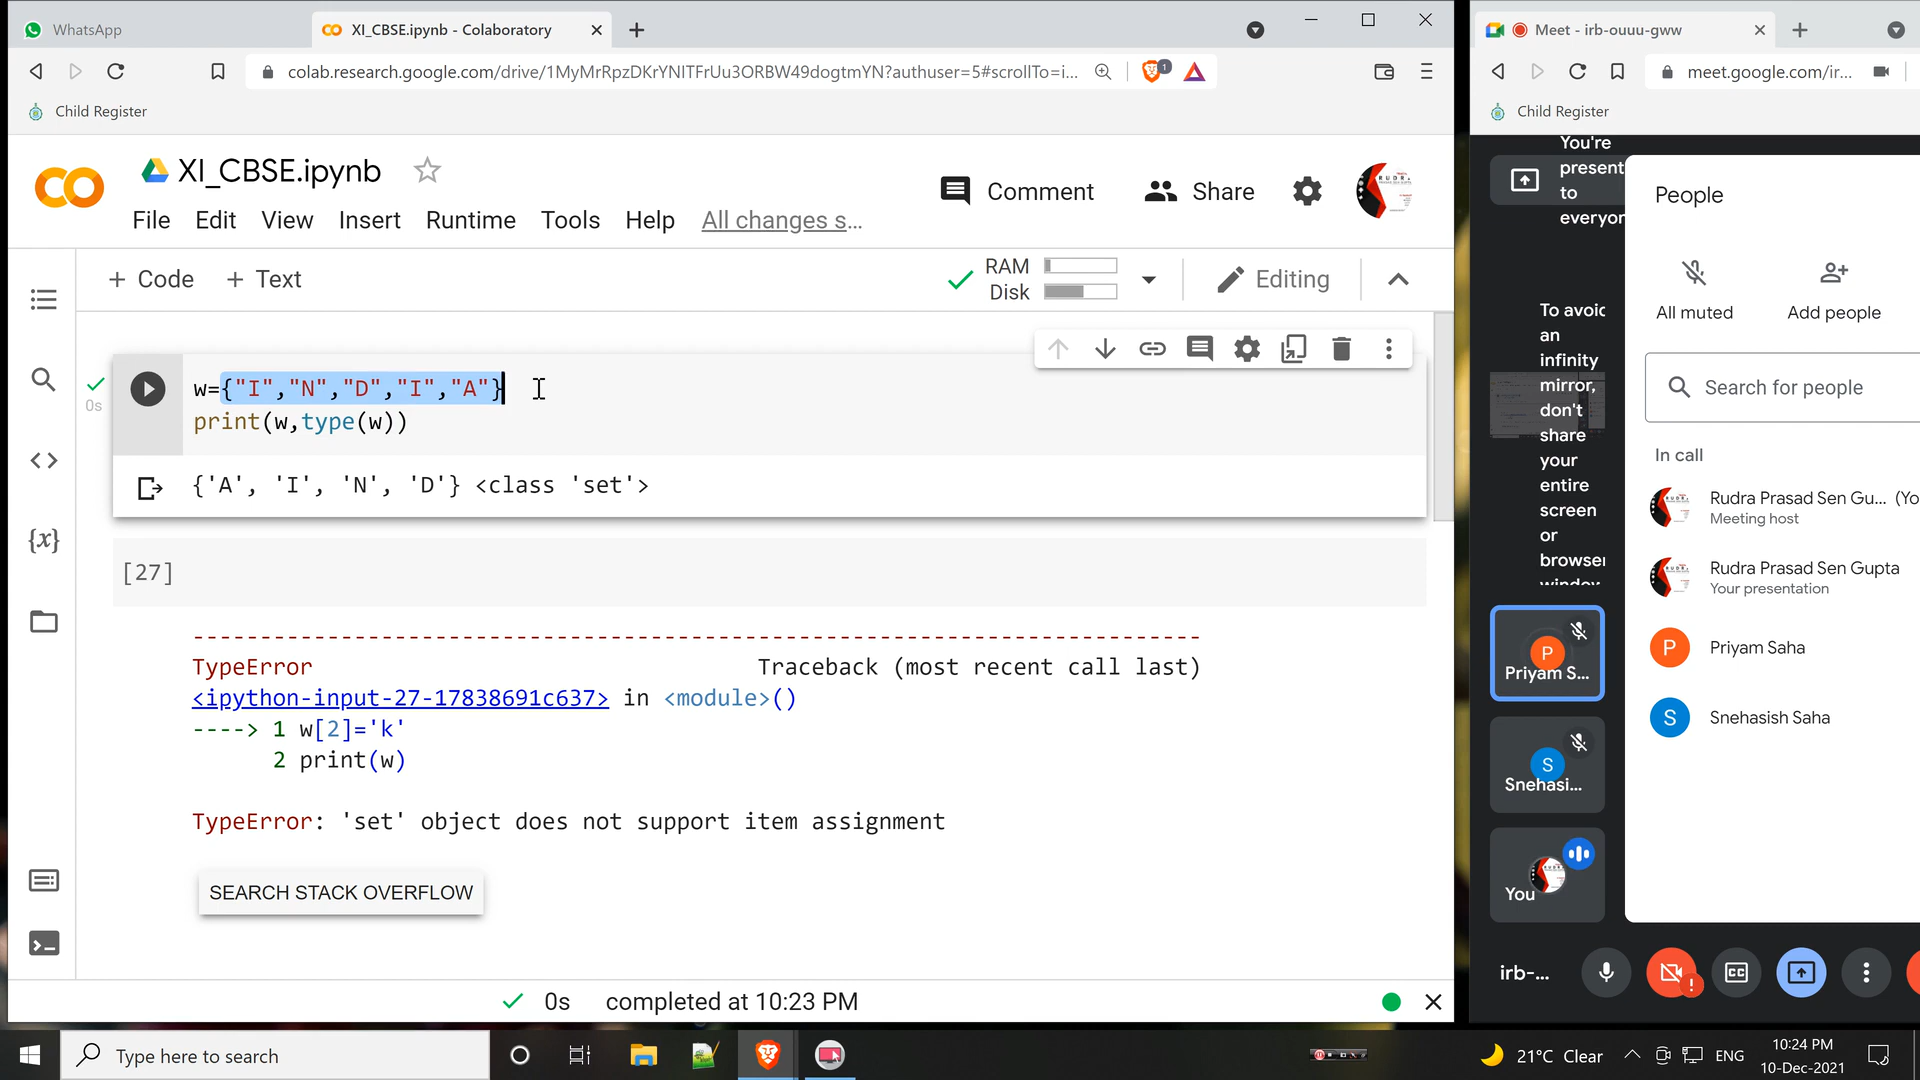 WhatsApp
XI_CBSE.ipynb - Colaboratory
colab.research.google.com/drive/1MyMrRpzDKrYNITFrUu3ORBW49dogtmYN?authuser=5#scrollTo=i...
1
Child Register
XI_CBSE.ipynb
File Edit View Insert Runtime Tools Help All changes s...
Comment
Share
+ Code + Text
RAM
Disk
Editing
w={"I","N","D","I","A"}
print(w,type(w))
0s
{'A', 'I', 'N', 'D'} <class 'set'>
[27]
TypeError Traceback (most recent call last)
<ipython-input-27-17838691c637> in <module>()
----> 1 w[2]='k'
2 print(w)
TypeError: 'set' object does not support item assignment
SEARCH STACK OVERFLOW
0s completed at 10:23 PM
Meet - irb-ouuu-gww
meet.google.com/ir...
Child Register
You're
present
to
everyon
To avoid
an
infinity
mirror,
don't
share
your
entire
screen
or
browser
window
People
All muted
Add people
Search for people
In call
Rudra Prasad Sen Gu... (Yo
Meeting host
Rudra Prasad Sen Gupta
Your presentation
P
Priyam Saha
S
Snehasish Saha
P
Priyam S...
S
Snehasi...
You
irb-...
Type here to search
21°C Clear
ENG
10:24 PM
10-Dec-2021